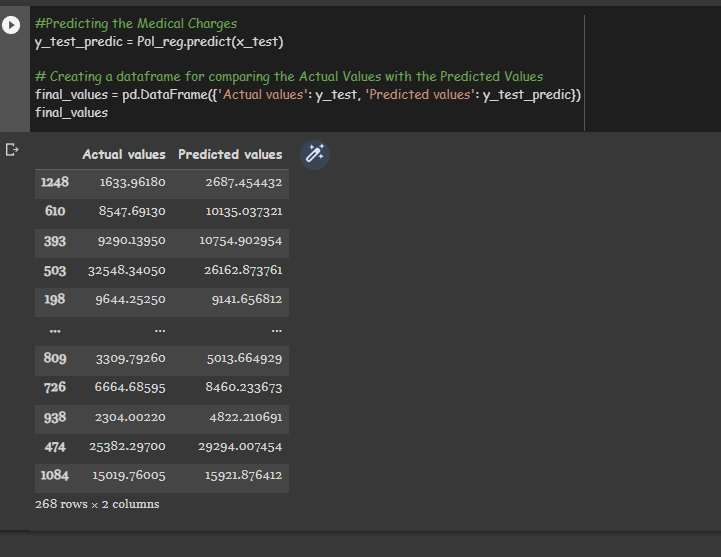 #Predicting the Medical Charges
y_test_predic = Pol_reg.predict(x_test)
# Creating a dataframe for comparing the Actual Values with the Predicted Values
final_values = pd.DataFrame({'Actual values': y_test, 'Predicted values': y_test_predic})
final_values
Actual values Predicted values
1248 1633.96180 2687.454432
610 8547.69130 10135.037321
393 9290.13950 10754.902954
503 32548.34050 26162.873761
198 9644.25250 9141.656812
... ... ...
809 3309.79260 5013.664929
726 6664.68595 8460.233673
938 2304.00220 4822.210691
474 25382.29700 29294.007454
1084 15019.76005 15921.876412
268 rows × 2 columns